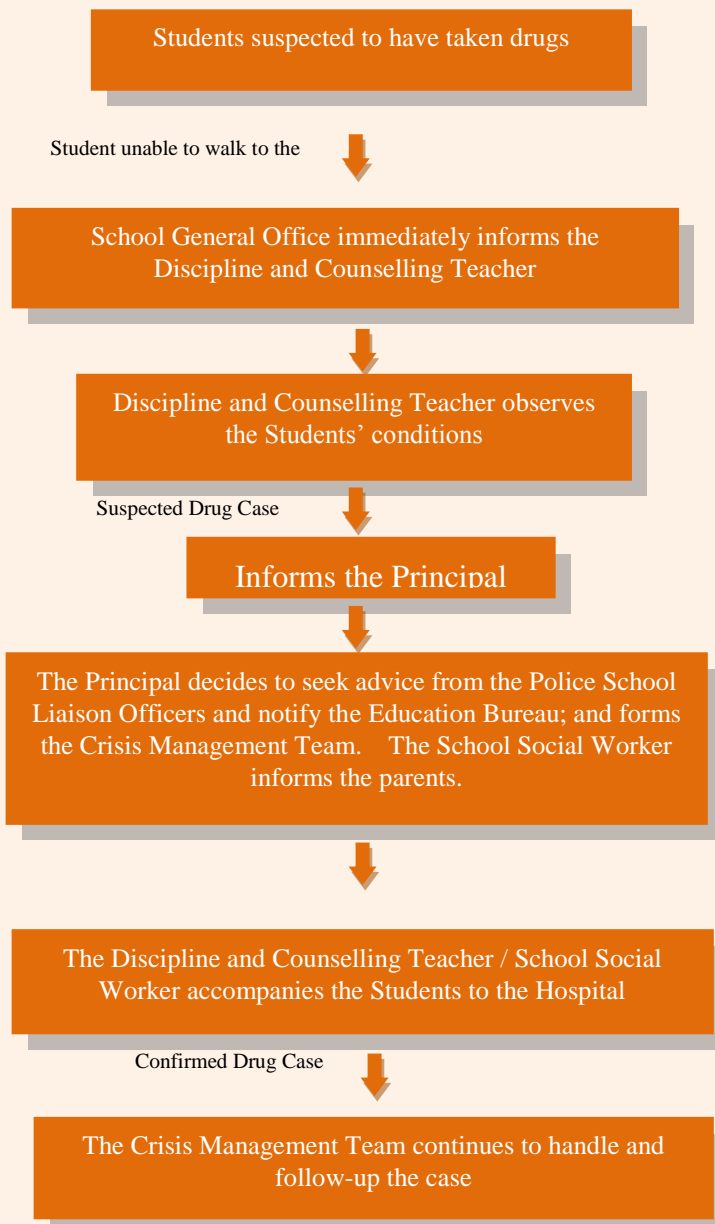 Students suspected to have taken drugs
Student unable to walk to the
School General Office immediately informs the
Discipline and Counselling Teacher
Discipline and Counselling Teacher observes
the Students’ conditions
Suspected Drug Case
Informs the Principal
The Principal decides to seek advice from the Police School
Liaison Officers and notify the Education Bureau; and forms
the Crisis Management Team. The School Social Worker
informs the parents.
The Discipline and Counselling Teacher / School Social
Worker accompanies the Students to the Hospital
Confirmed Drug Case
The Crisis Management Team continues to handle and
follow-up the case